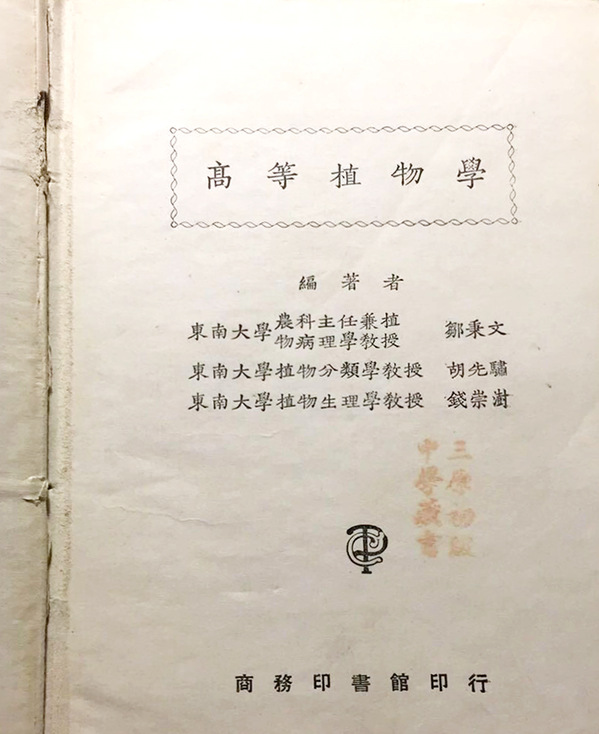 高等植物學
編著者
東南大學農科主任兼植物病理學教授 鄒秉文
東南大學植物分類學教授 胡先驌
東南大學植物生理學教授 錢崇澍
三原初級
中學藏書
CP
商務印書館印行